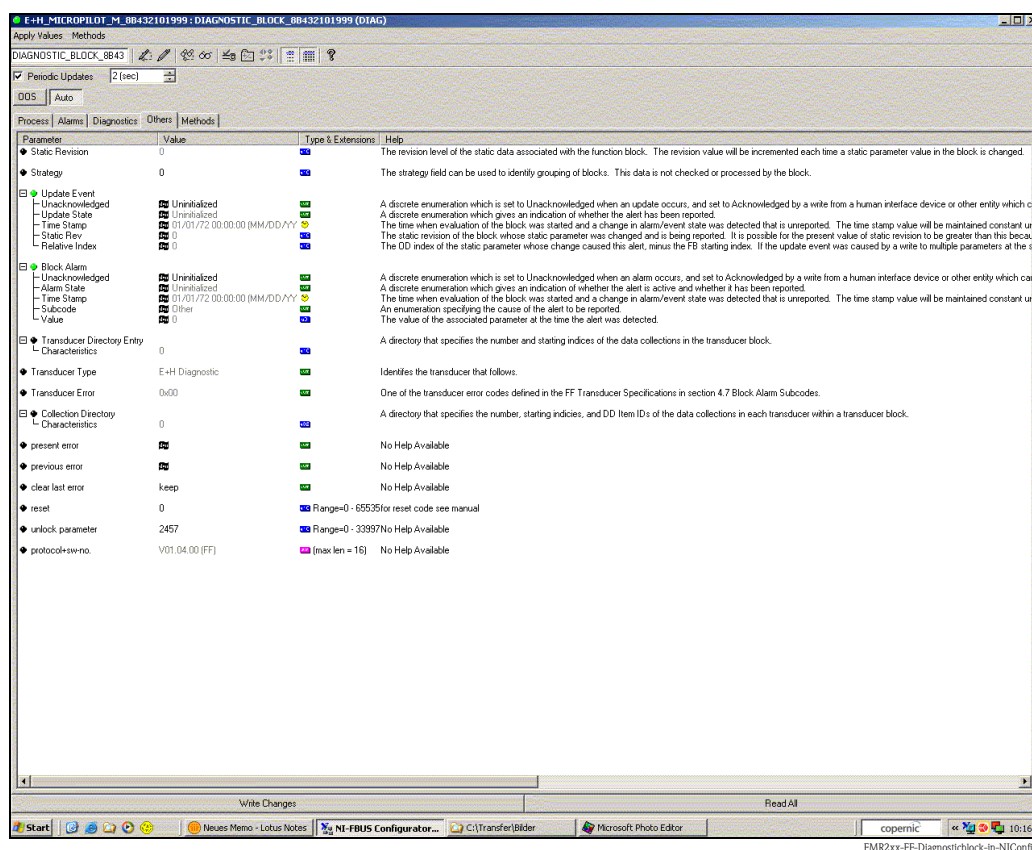 E+H_MICROPILOT_M_8B432101999 : DIAGNOSTIC_BLOCK_8B432101999 (DIAG)
Apply Values Methods
DIAGNOSTIC_BLOCK_8B43
Periodic Updates 2 (sec)
OOS Auto
Process Alarms Diagnostics Others Methods
Parameter Value Type & Extensions Help
Static Revision 0 The revision level of the static data associated with the function block. The revision value will be incremented each time a static parameter value in the block is changed.
Strategy 0 The strategy field can be used to identify grouping of blocks. This data is not checked or processed by the block.
Update Event
Unacknowledged Uninitialized A discrete enumeration which is set to Unacknowledged when an update occurs, and set to Acknowledged by a write from a human interface device or other entity which c
Update State Uninitialized A discrete enumeration which gives an indication of whether the alert has been reported.
Time Stamp 01/01/72 00:00:00 (MM/DD/YY The time when evaluation of the block was started and a change in alarm/event state was detected that is unreported. The time stamp value will be maintained constant un
Static Rev 0 The static revision of the block whose static parameter was changed and is being reported. It is possible for the present value of static revision to be greater than this becau
Relative Index 0 The OD index of the static parameter whose change caused this alert, minus the FB starting index. If the update event was caused by a write to multiple parameters at the s
Block Alarm
Unacknowledged Uninitialized A discrete enumeration which is set to Unacknowledged when an alarm occurs, and set to Acknowledged by a write from a human interface device or other entity which ca
Alarm State Uninitialized A discrete enumeration which gives an indication of whether the alert is active and whether it has been reported.
Time Stamp 01/01/72 00:00:00 (MM/DD/YY The time when evaluation of the block was started and a change in alarm/event state was detected that is unreported. The time stamp value will be maintained constant un
Subcode Other An enumeration specifying the cause of the alert to be reported.
Value 0 The value of the associated parameter at the time the alert was detected.
Transducer Directory Entry A directory that specifies the number and starting indices of the data collections in the transducer block.
Characteristics 0
Transducer Type E+H Diagnostic Identifes the transducer that follows.
Transducer Error 0x00 One of the transducer error codes defined in the FF Transducer Specifications in section 4.7 Block Alarm Subcodes.
Collection Directory A directory that specifies the number, starting indicies, and DD Item IDs of the data collections in each transducer within a transducer block.
Characteristics 0
present error No Help Available
previous error No Help Available
clear last error keep No Help Available
reset 0 Range=0 - 65535 for reset code see manual
unlock parameter 2457 Range=0 - 33997 No Help Available
protocol+sw-no. V01.04.00 (FF) (max len = 16) No Help Available
Write Changes Read All
Start Neues Memo - Lotus Notes NI-FBUS Configurator... C:\Transfer\Bilder Microsoft Photo Editor copernic « 10:16
FMR2xx-FF-Diagnosticblock-in-NIConfi